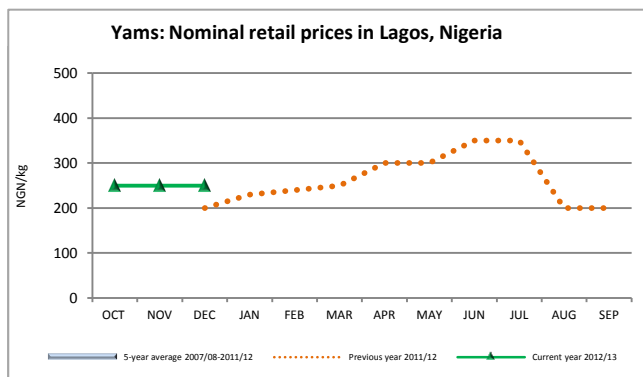 Yams: Nominal retail prices in Lagos, Nigeria
500
400
300
200
100
0
NGN/kg
OCT NOV DEC JAN FEB MAR APR MAY JUN JUL AUG SEP
5-year average 2007/08-2011/12 Previous year 2011/12 Current year 2012/13